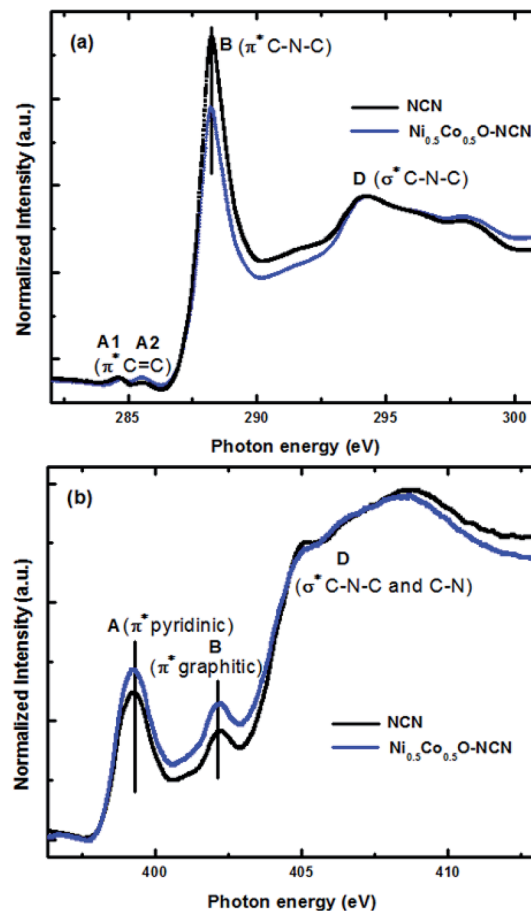 (a)
B (π* C-N-C)
NCN
Ni0.5Co0.5O-NCN
D (σ* C-N-C)
A1 A2
(π* C=C)
Normalized Intensity (a.u.)
285 290 295 300
Photon energy (eV)
(b)
D
(σ* C-N-C and C-N)
A (π* pyridinic)
B
(π* graphitic)
NCN
Ni0.5Co0.5O-NCN
Normalized Intensity (a.u.)
400 405 410
Photon energy (eV)